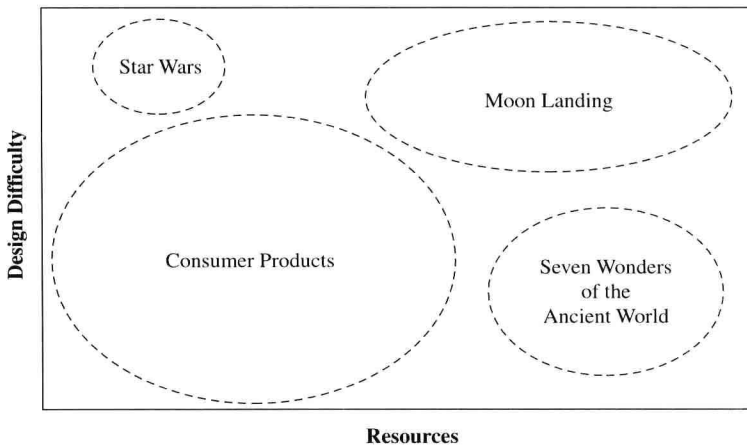 Star Wars
Moon Landing
Design Difficulty
Consumer Products
Seven Wonders
of the
Ancient World
Resources